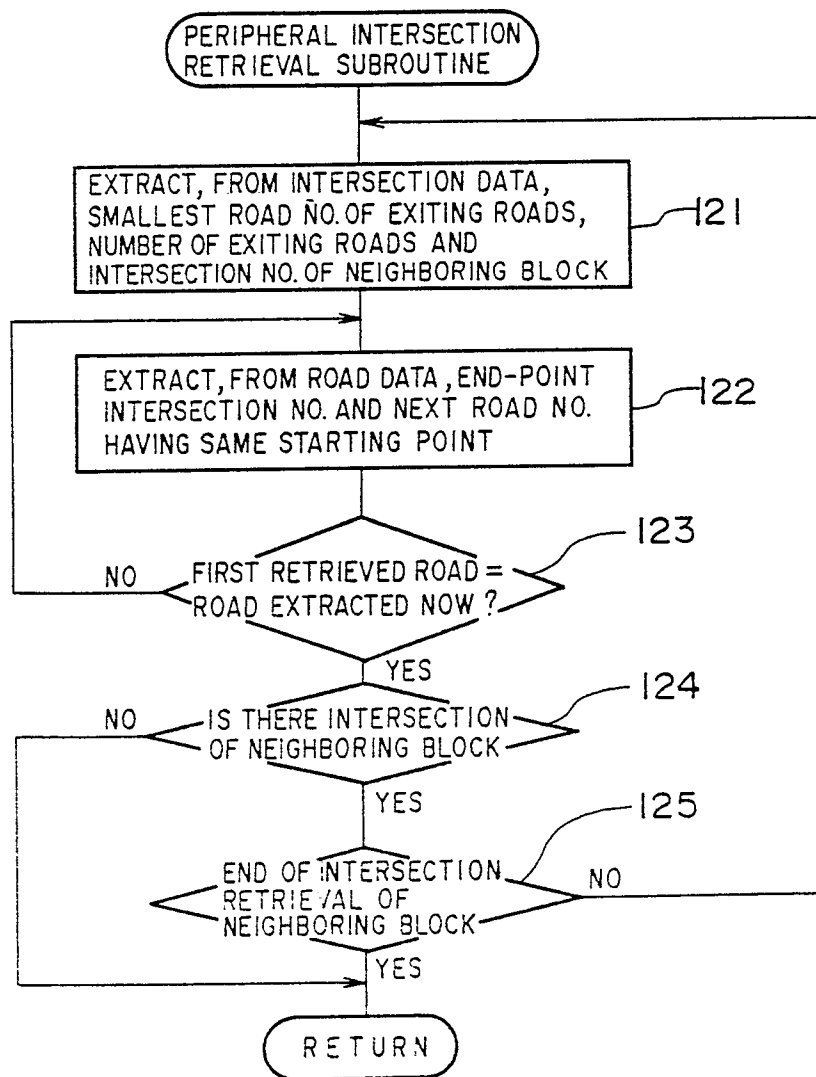 PERIPHERAL INTERSECTION
RETRIEVAL SUBROUTINE
EXTRACT, FROM INTERSECTION DATA,
SMALLEST ROAD NO. OF EXITING ROADS,
NUMBER OF EXITING ROADS AND
INTERSECTION NO. OF NEIGHBORING BLOCK
121
EXTRACT, FROM ROAD DATA, END-POINT
INTERSECTION NO. AND NEXT ROAD NO.
HAVING SAME STARTING POINT
122
123
NO
FIRST RETRIEVED ROAD =
ROAD EXTRACTED NOW?
YES
124
NO
IS THERE INTERSECTION
OF NEIGHBORING BLOCK
YES
125
END OF INTERSECTION
RETRIEVAL OF
NEIGHBORING BLOCK
NO
YES
RETURN